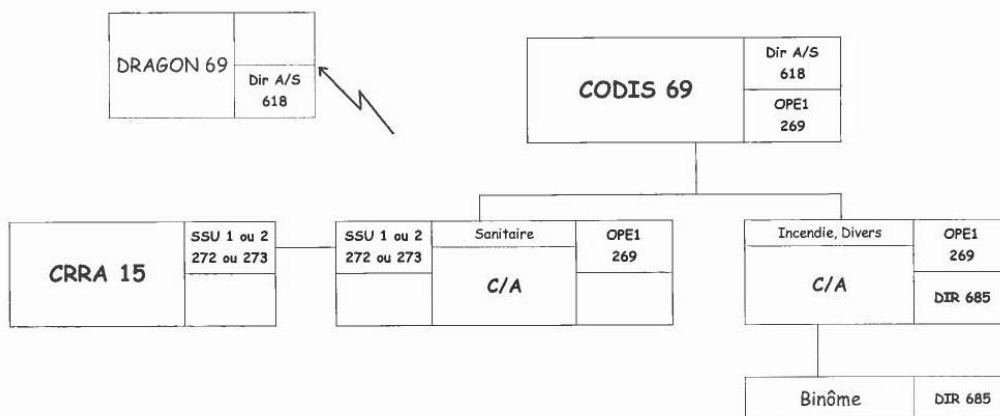 DRAGON 69
Dir A/S
618
CODIS 69
Dir A/S
618
OPE1
269
CRRA 15
SSU 1 ou 2
272 ou 273
SSU 1 ou 2
272 ou 273
Sanitaire
C/A
OPE1
269
Incendie, Divers
C/A
OPE1
269
DIR 685
Binôme
DIR 685